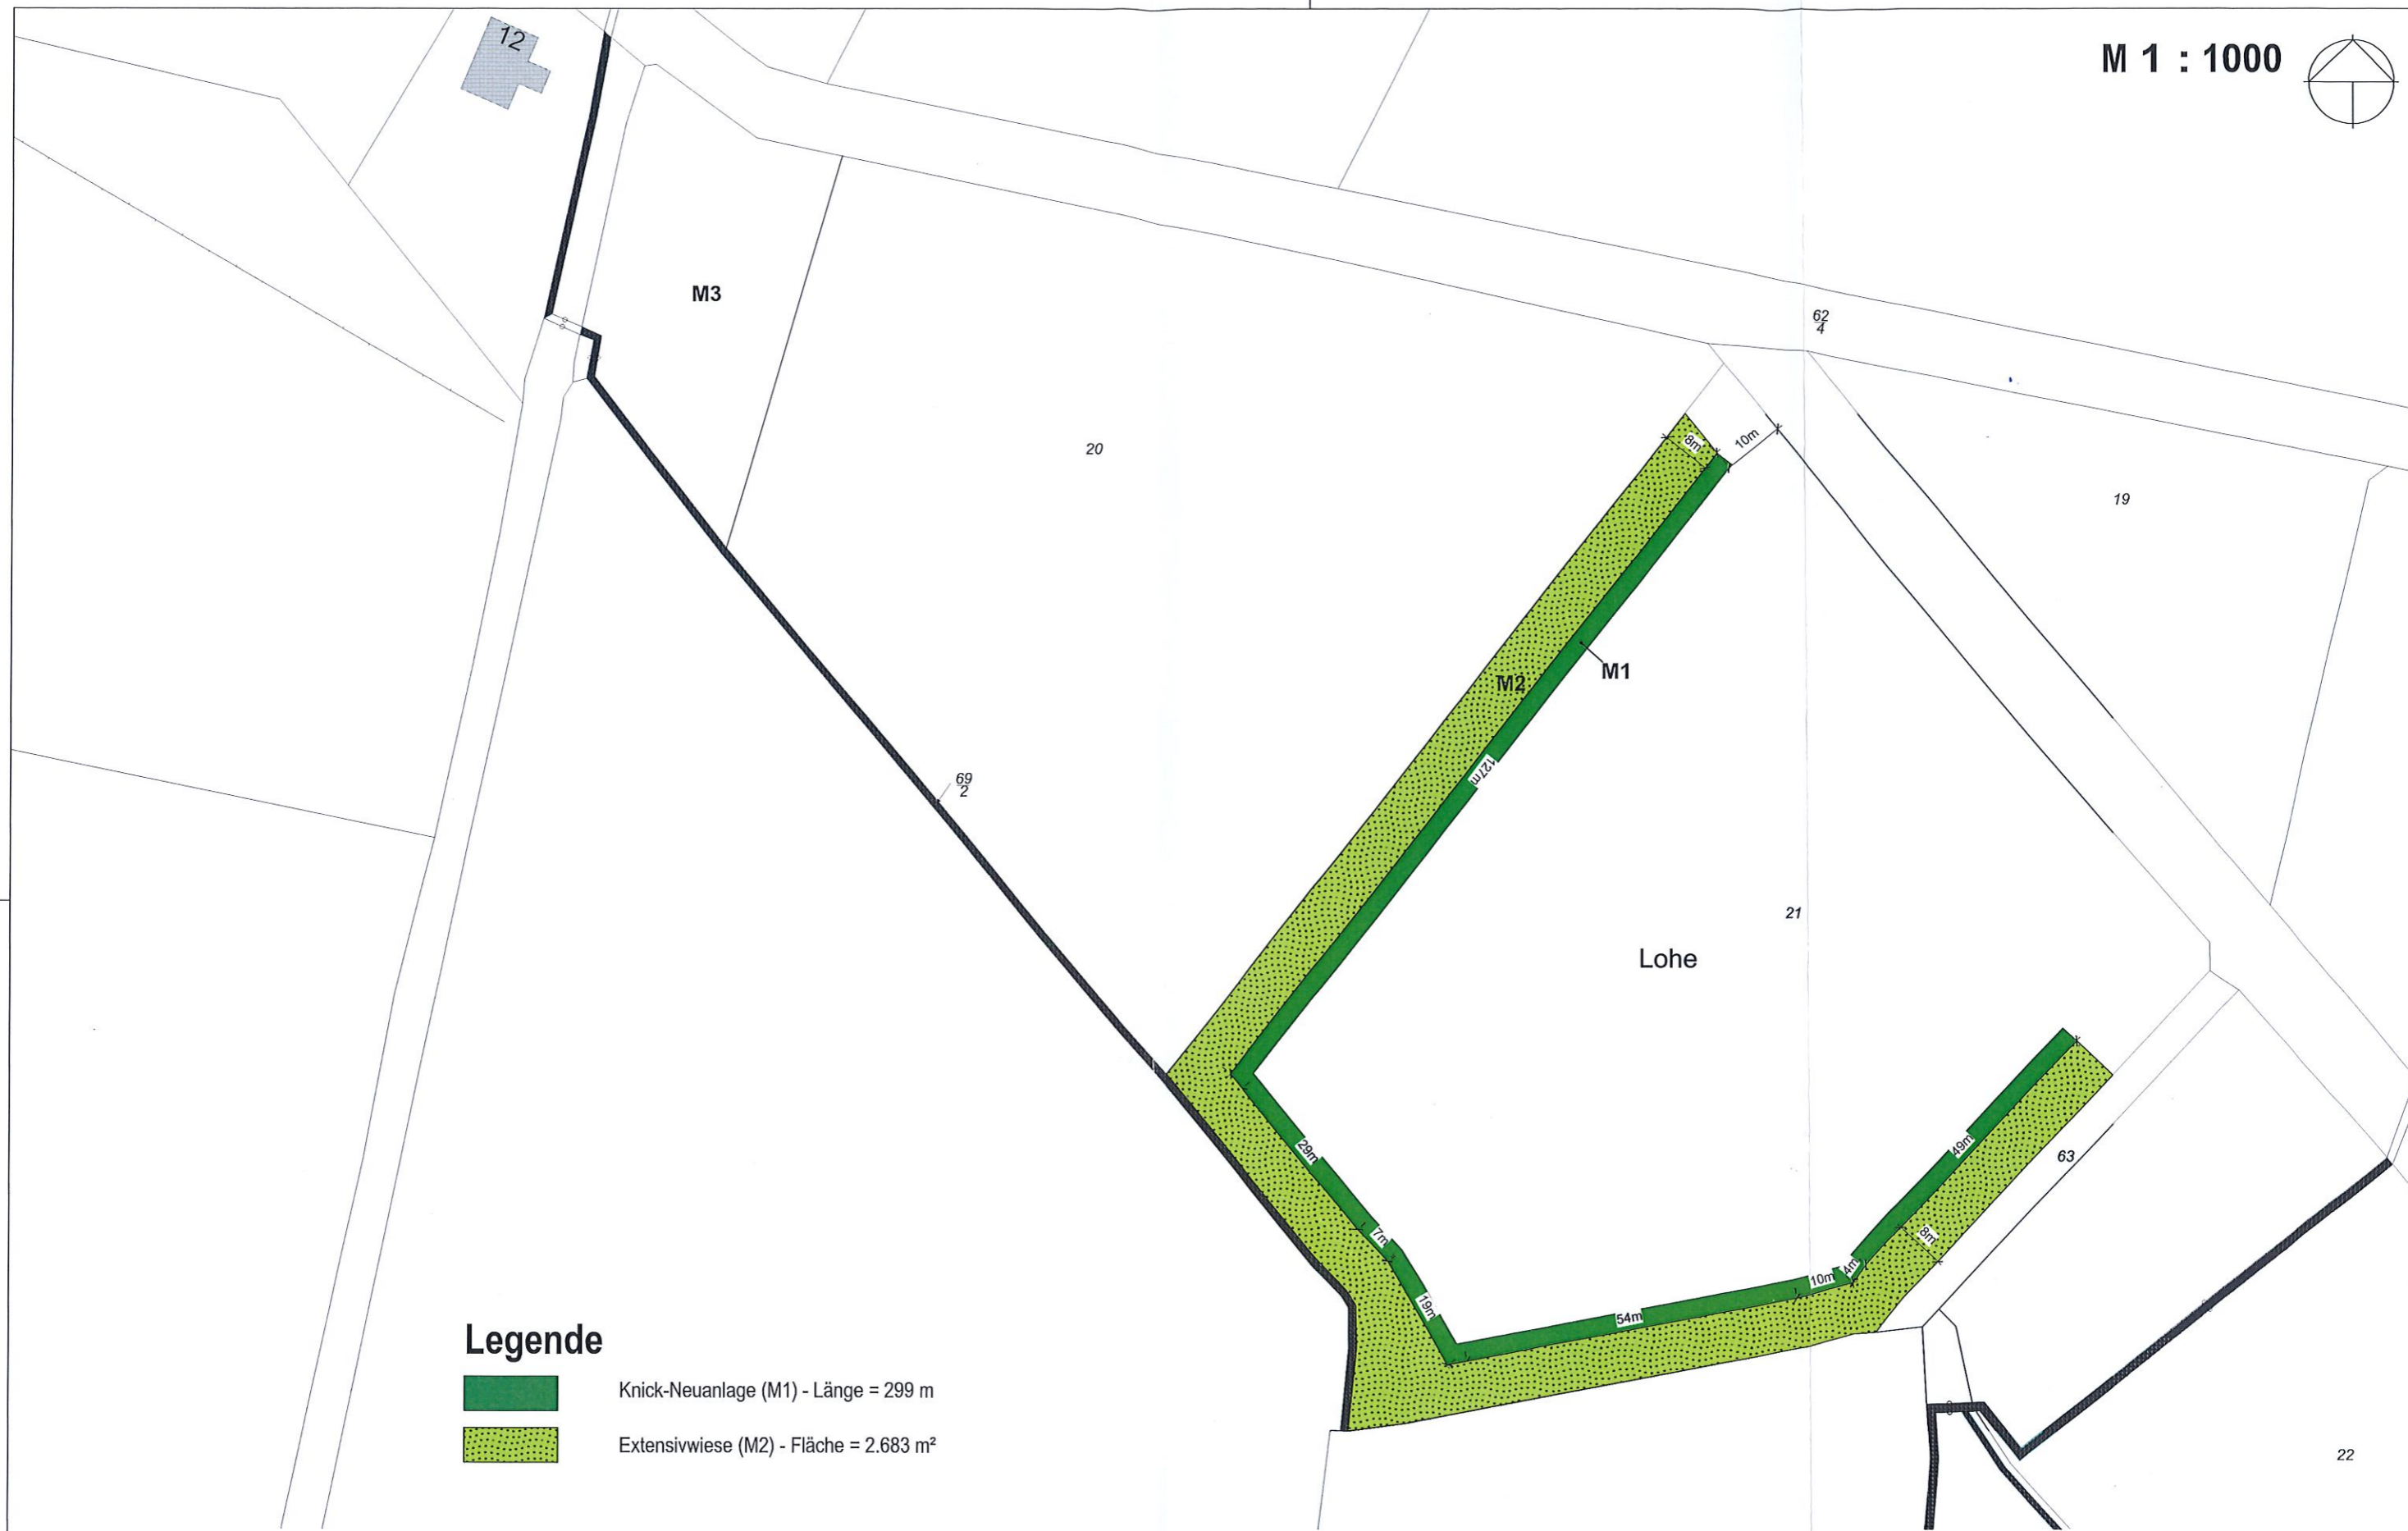 12
M 1 : 1000
M3
62
4
20
8m
10m
19
M1
M2
127m
69
2
21
Lohe
29m
49m
63
7m
8m
4m
10m
19m
54m
Legende
Knick-Neuanlage (M1) - Länge = 299 m
Extensivwiese (M2) - Fläche = 2.683 m²
22